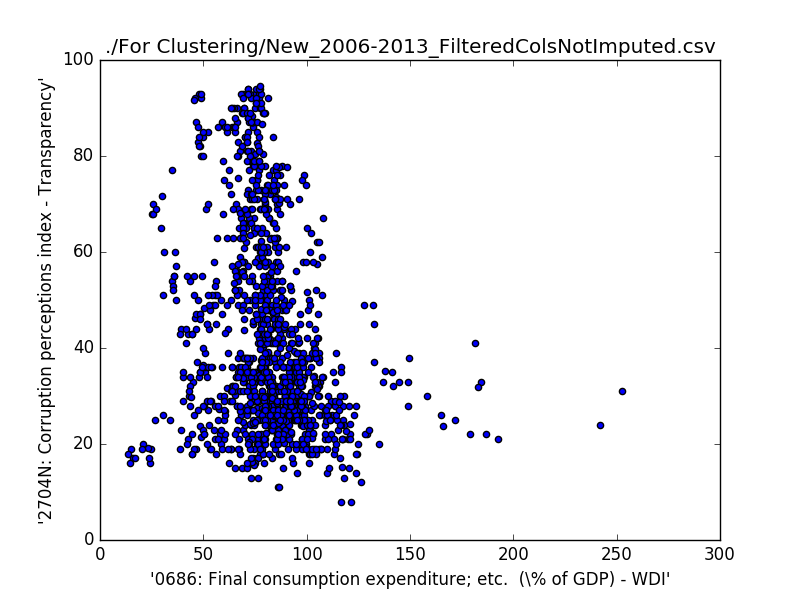 ./For Clustering/New_2006-2013_FilteredColsNotImputed.csv
100
80
60
40
20
0
'2704N: Corruption perceptions index - Transparency'
0 50 100 150 200 250 300
'0686: Final consumption expenditure; etc.  (\% of GDP) - WDI'